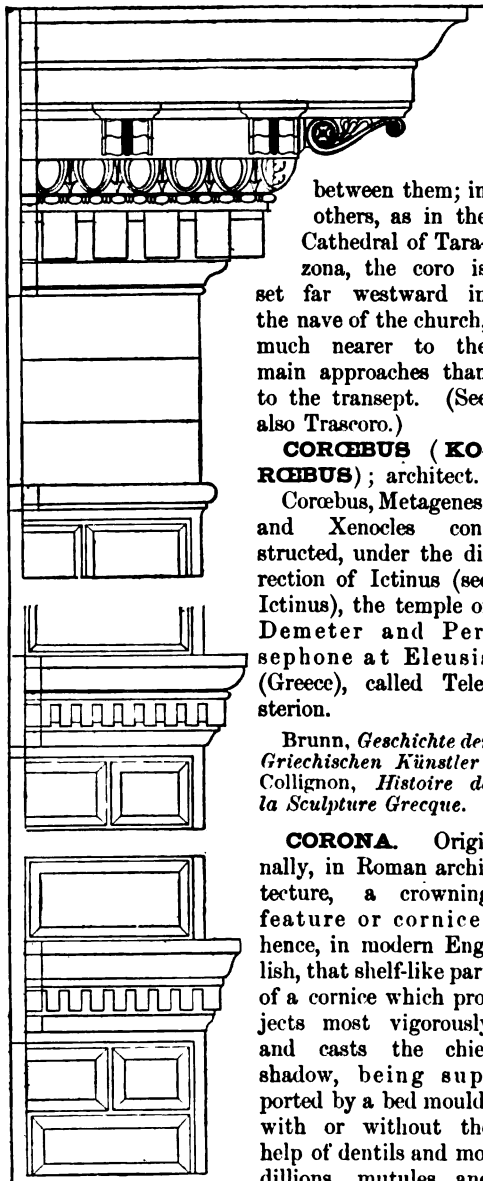 between them; in
others, as in the
Cathedral of Tara-
zona, the coro is
set far westward in
the nave of the church,
much nearer to the
main approaches than
to the transept. (See
also Trascoro.)
CORŒBUS (KO-
RŒBUS); architect.
Corœbus, Metagenes
and Xenocles con
structed, under the di
rection of Ictinus (see
Ictinus), the temple of
Demeter and Per
sephone at Eleusis
(Greece), called Tele
sterion.
Brunn, Geschichte der
Griechischen Künstler
Collignon, Histoire de
la Sculpture Grecque.
CORONA. Origi
nally, in Roman archi
tecture, a crowning
feature or cornice
hence, in modern Eng
lish, that shelf-like par
of a cornice which pro
jects most vigorously
and casts the chie
shadow, being sup
ported by a bed mould
with or without the
help of dentils and mo
dillions, mutules and